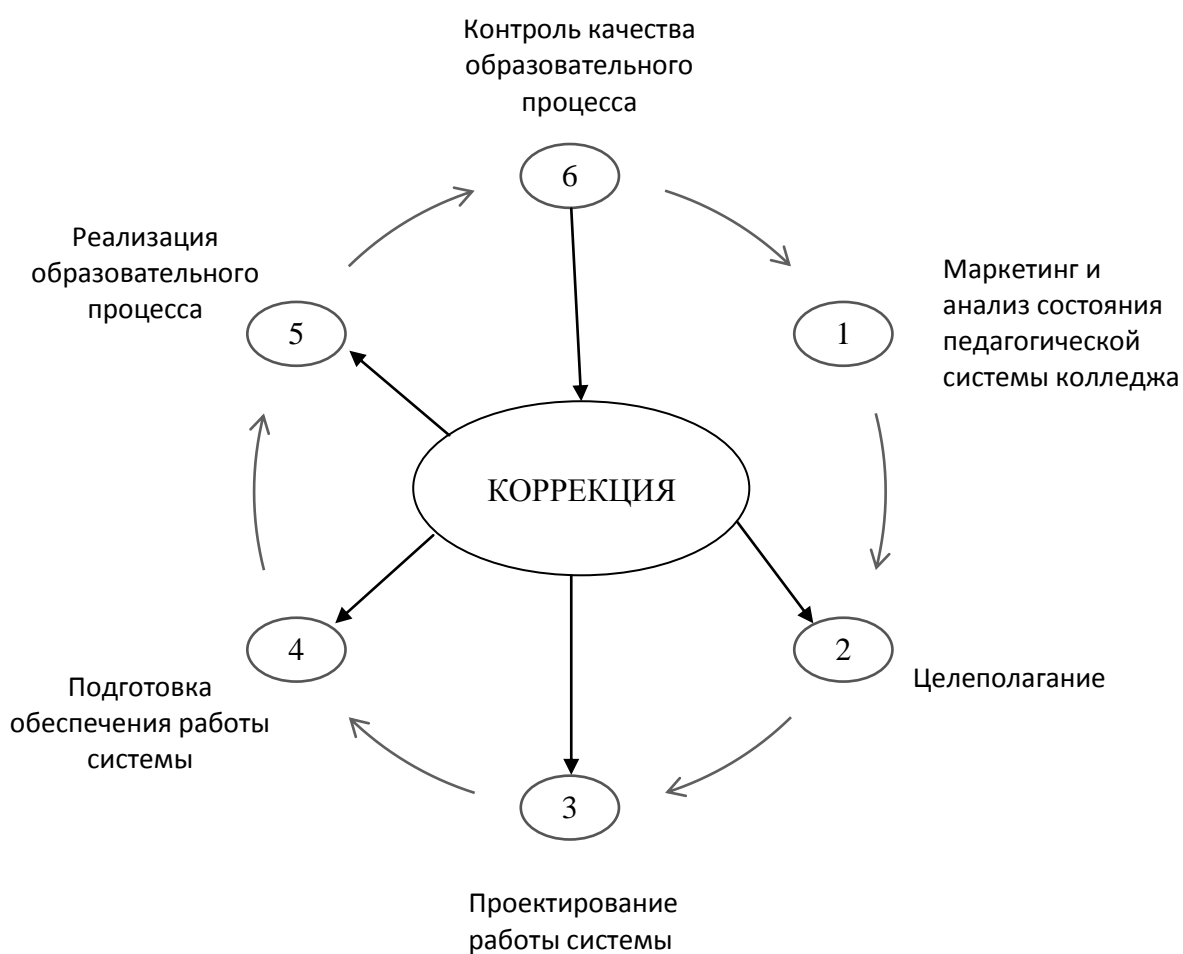 Контроль качества
образовательного
процесса
6
Реализация
образовательного
процесса
5
Маркетинг и
анализ состояния
педагогической
системы колледжа
1
КОРРЕКЦИЯ
4
Подготовка
обеспечения работы
системы
2
Целеполагание
3
Проектирование
работы системы